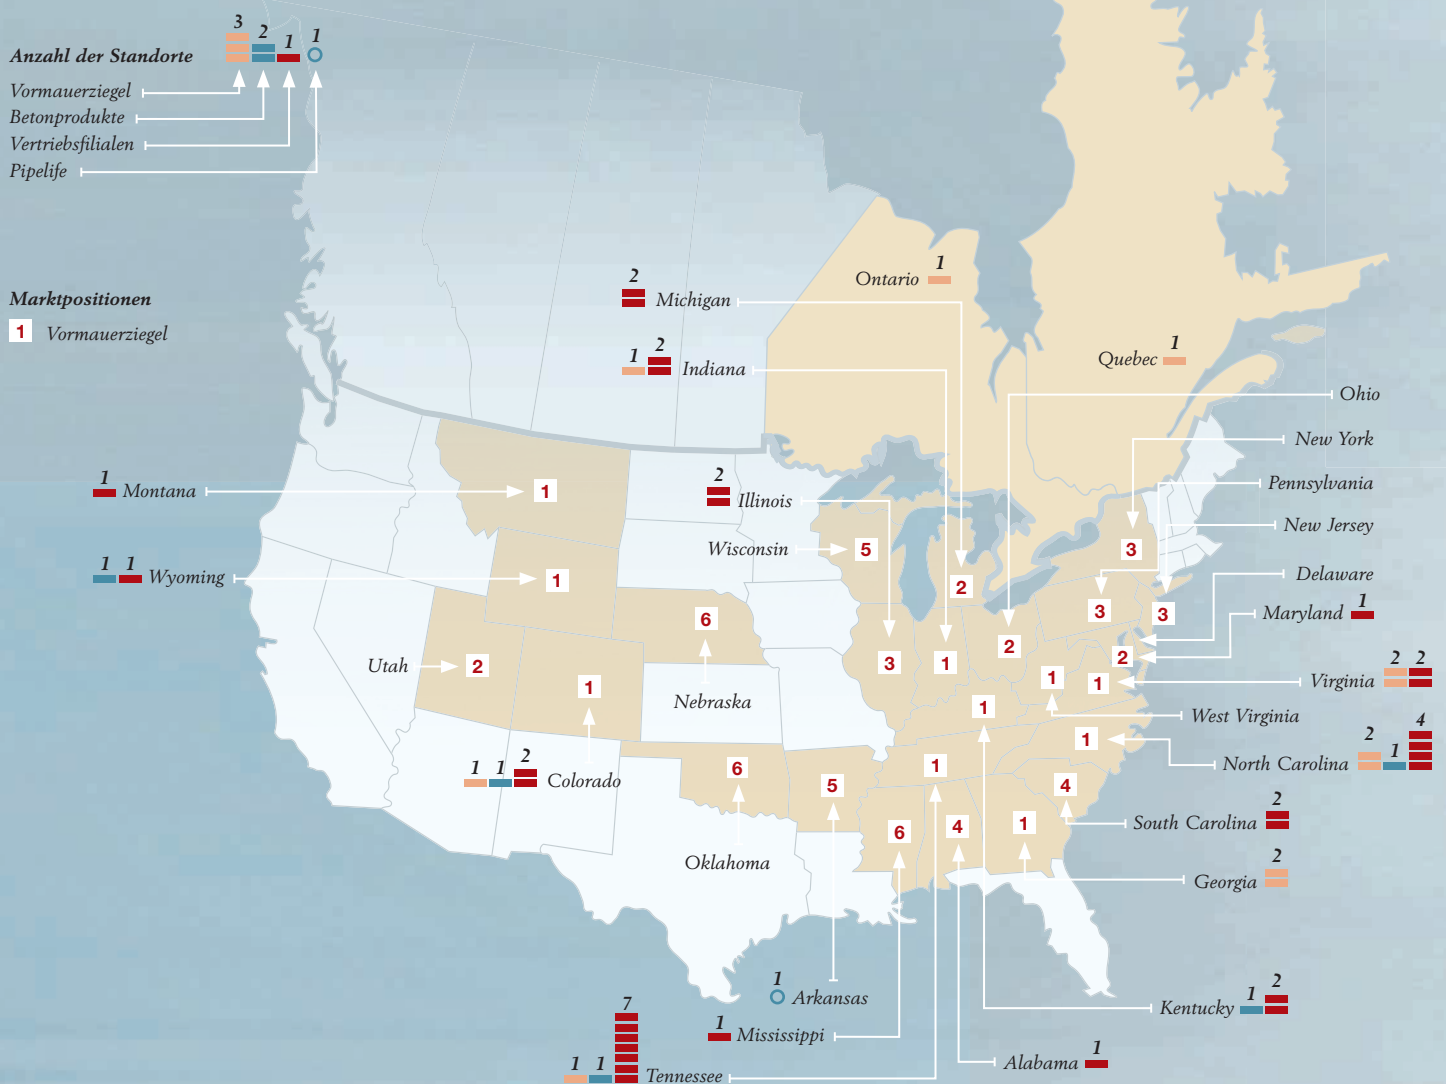 3 2 1 1
Anzahl der Standorte
Vormauerziegel
Betonprodukte
Vertriebsfilialen
Pipelife
Marktpositionen
1 Vormauerziegel
1
Ontario
2
Michigan
1 2
Indiana
1
Quebec
Ohio
New York
Pennsylvania
New Jersey
Delaware
1
Maryland
2 2
Virginia
West Virginia
2 1 4
North Carolina
2
South Carolina
2
Georgia
1 2
Kentucky
1
Alabama
1
Montana
1 1
Wyoming
2
Illinois
Wisconsin
Utah
Nebraska
1 1 2
Colorado
Oklahoma
1
Arkansas
1
Mississippi
1 1 7
Tennessee
1
1
5
3
2
6
3
3
2
2
3
1
2
2
1
1
1
1
1
6
5
1
4
6
4
1